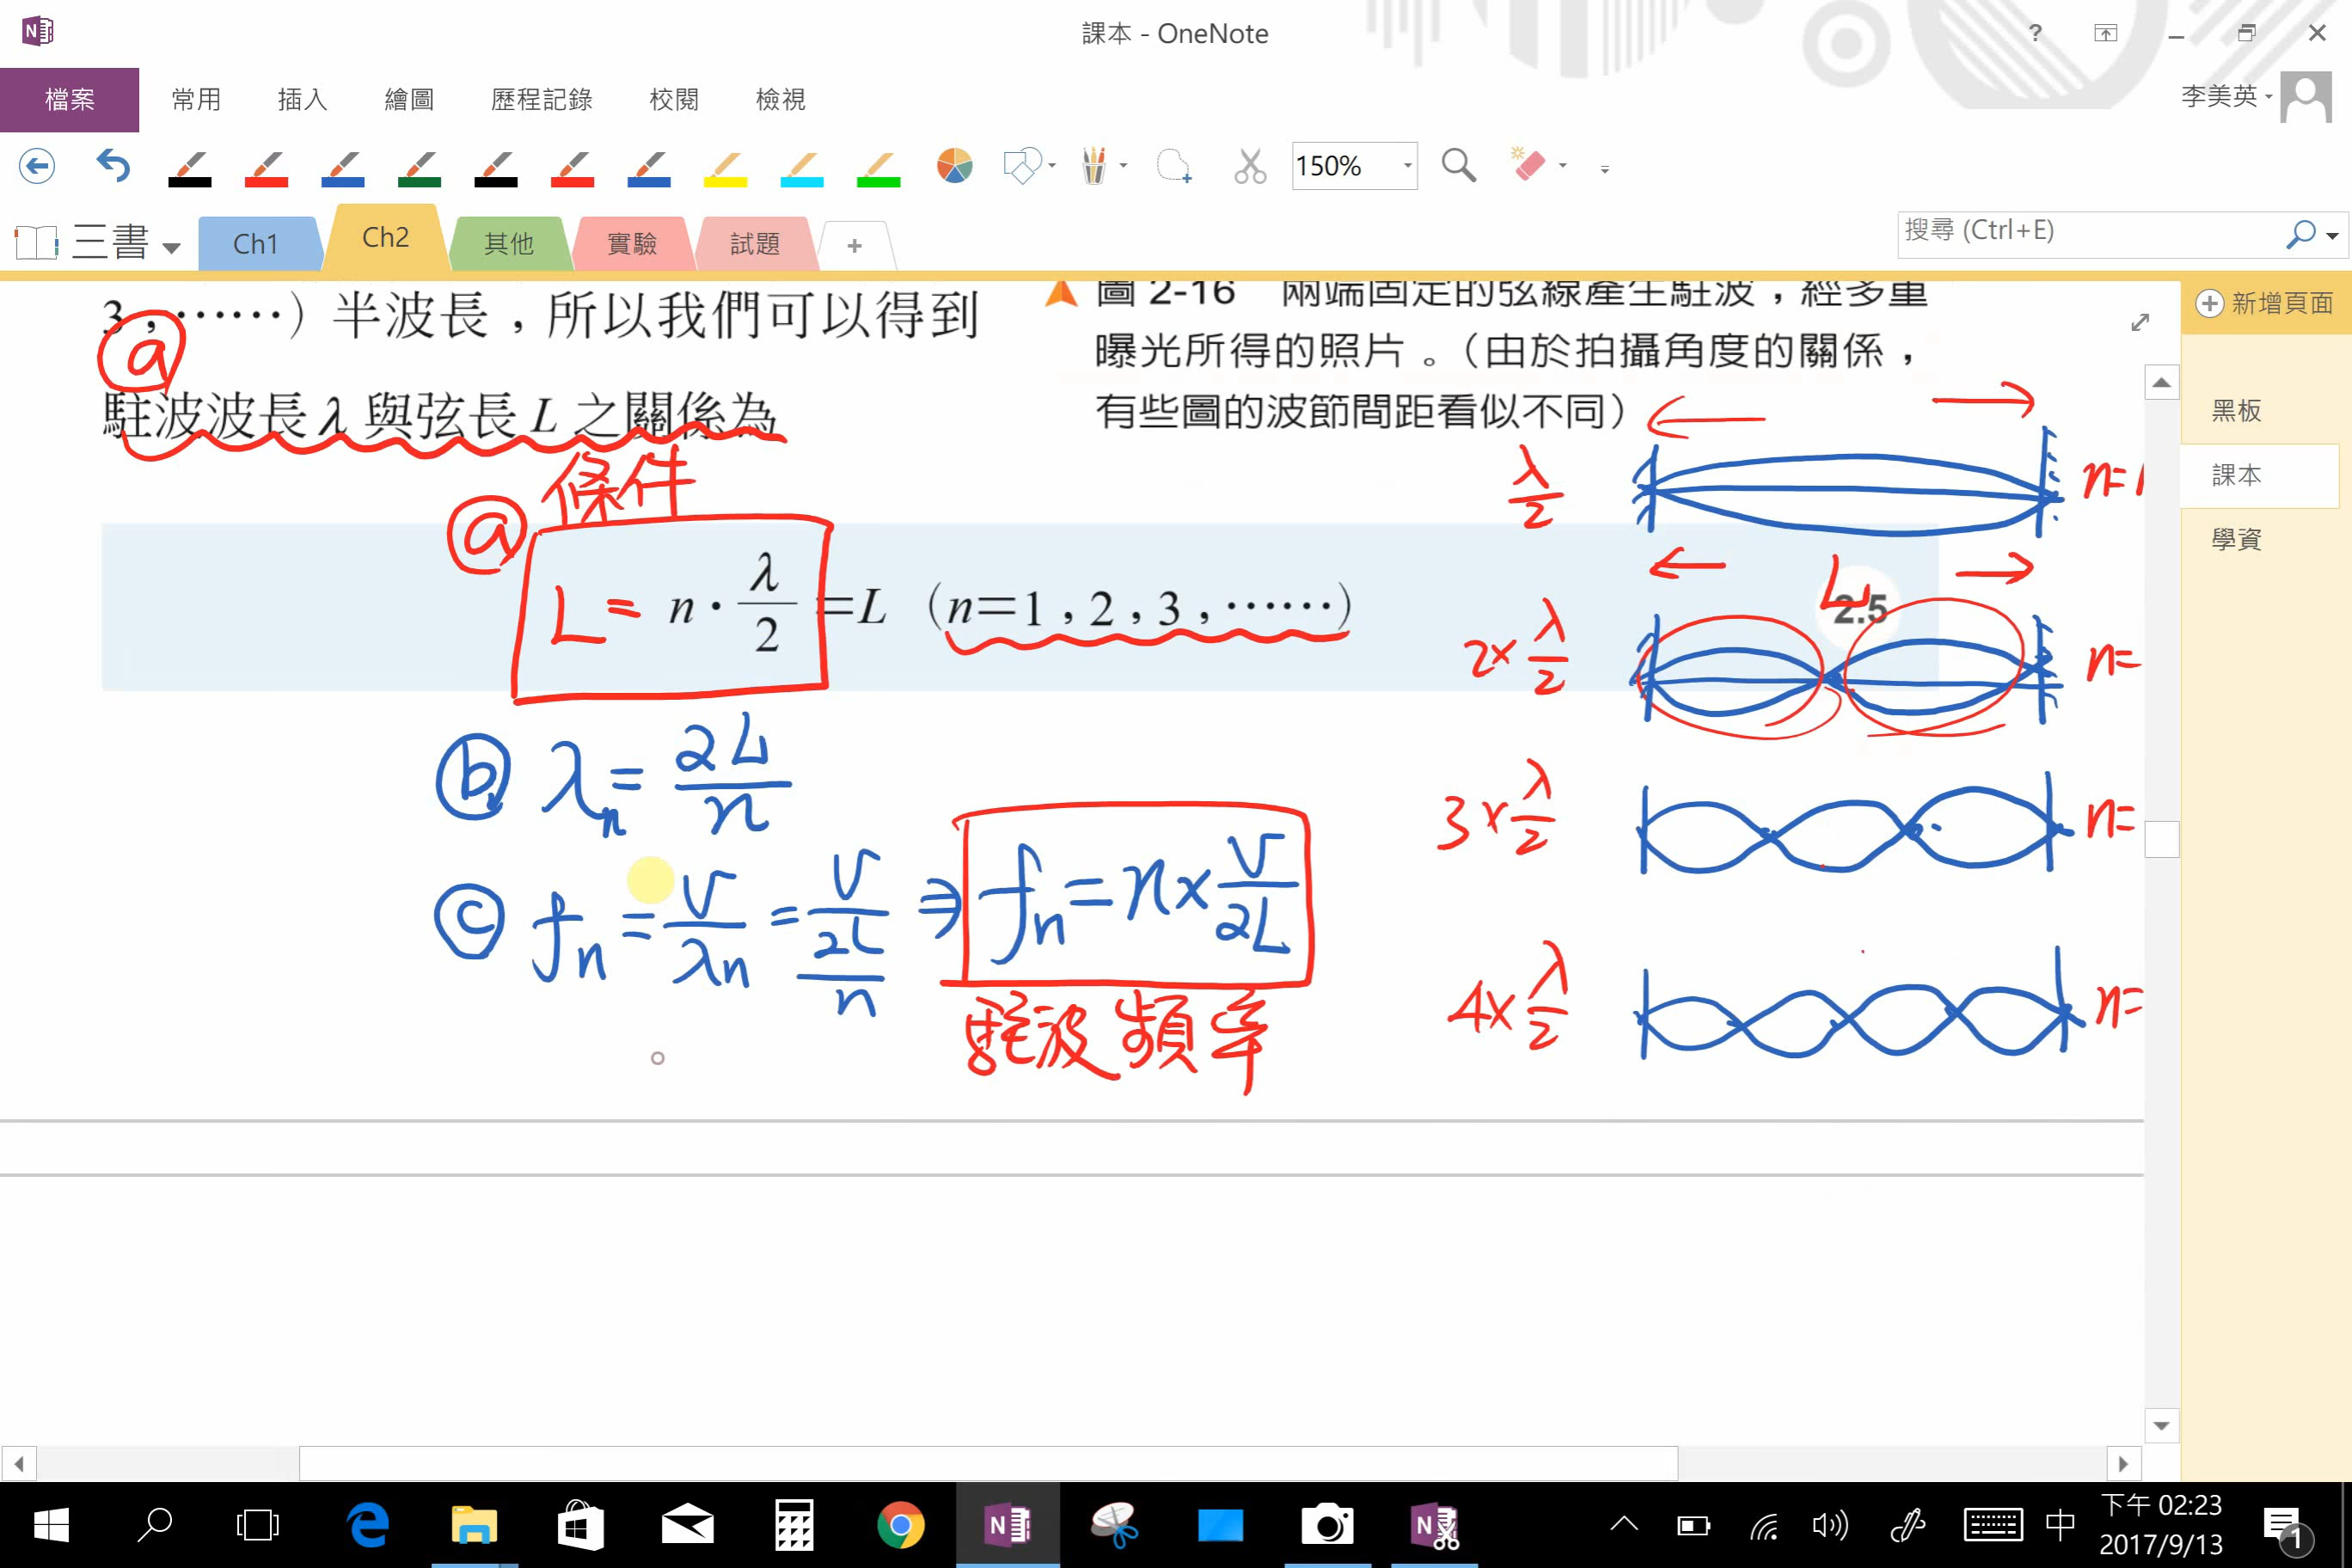 課本 - OneNote
?
檔案 常用 插入 繪圖 歷程記錄 校閱 檢視
李美英
150%
三書 Ch1 Ch2 其他 實驗 試題 +
搜尋 (Ctrl+E)
新增頁面
黑板
課本
學資
3,……）半波長，所以我們可以得到
ⓐ
駐波波長 λ 與弦長 L 之關係為
圖 2-16 兩端固定的弦線產生駐波，經多重
曝光所得的照片。（由於拍攝角度的關係，
有些圖的波節間距看似不同）
條件
ⓐ L = n · λ/2 = L （n＝1，2，3，……）
2.5
ⓑ λn = 2L/n
ⓒ fn = v/λn = v/(2L/n) ⇒ fn = n × v/2L
駐波頻率
λ/2 n=1
L
2×λ/2 n=
3×λ/2 n=
4×λ/2 n=
中
下午 02:23
2017/9/13
1